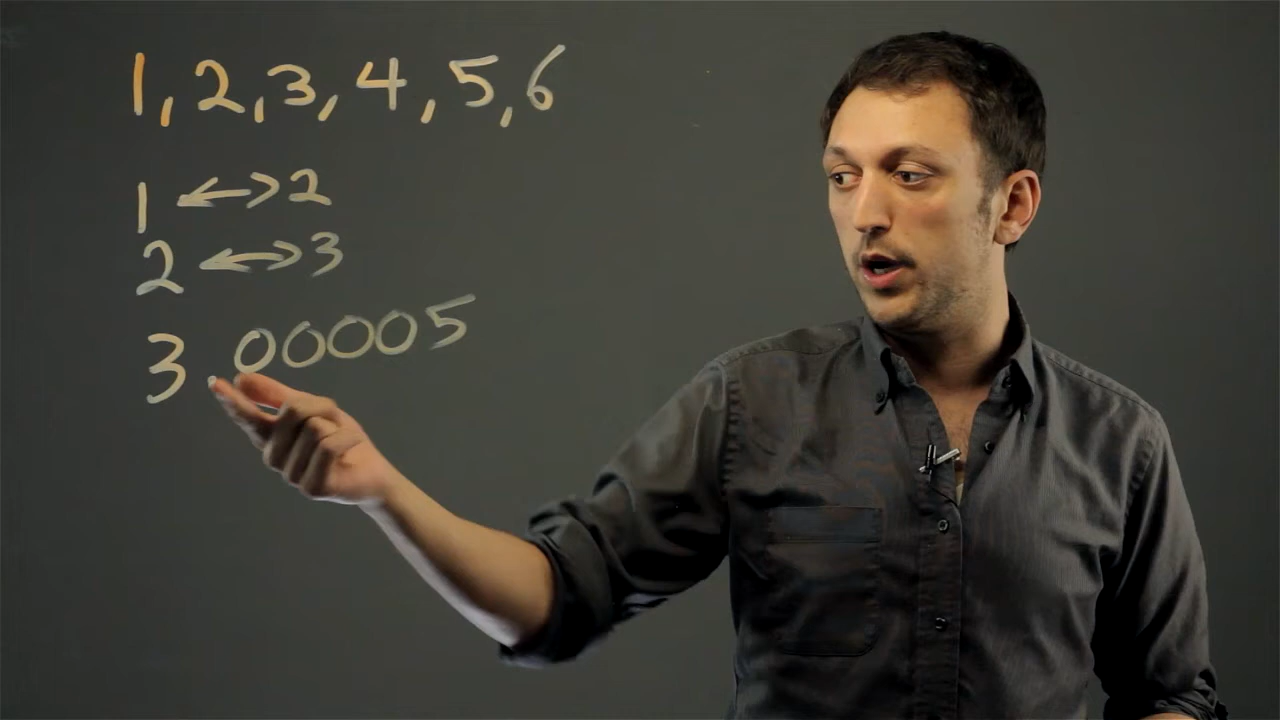 1, 2, 3, 4, 5, 6
1 ↔ 2
2 ↔ 3
3.00005